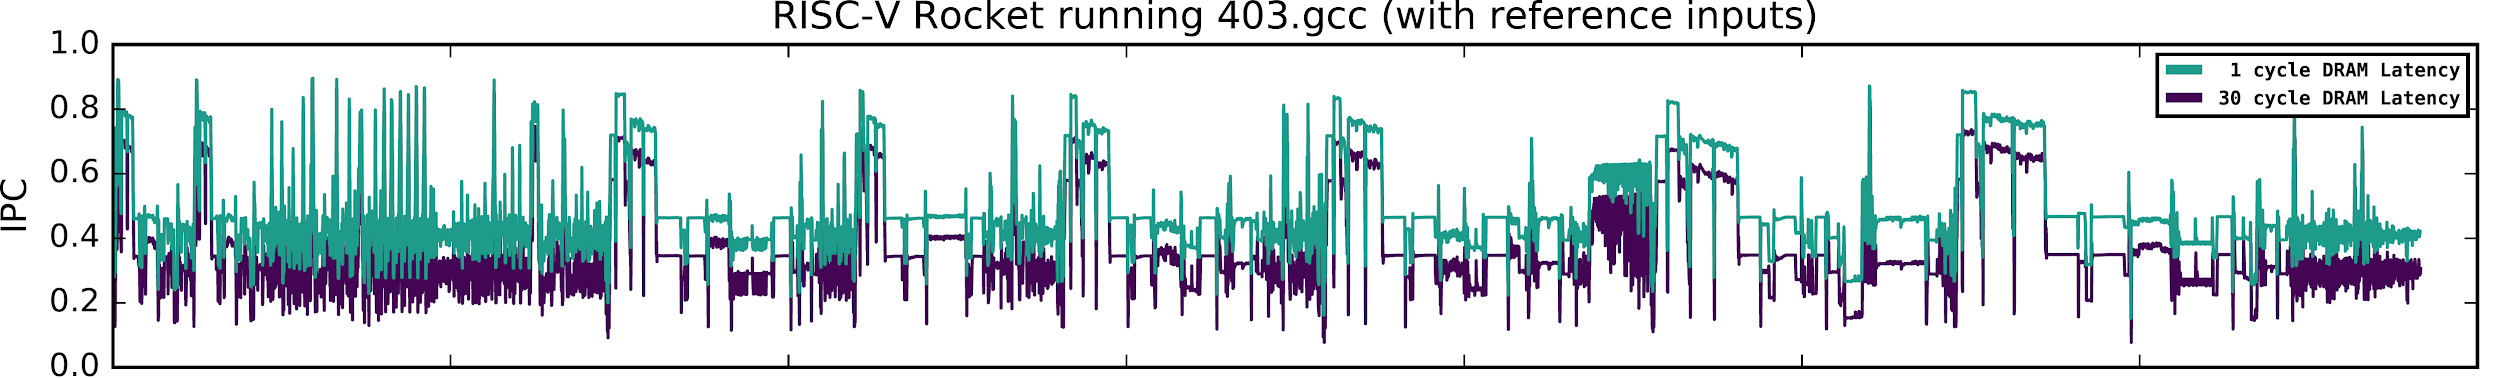 RISC-V Rocket running 403.gcc (with reference inputs)
1.0
0.8
0.6
0.4
0.2
0.0
IPC
1 cycle DRAM Latency
30 cycle DRAM Latency